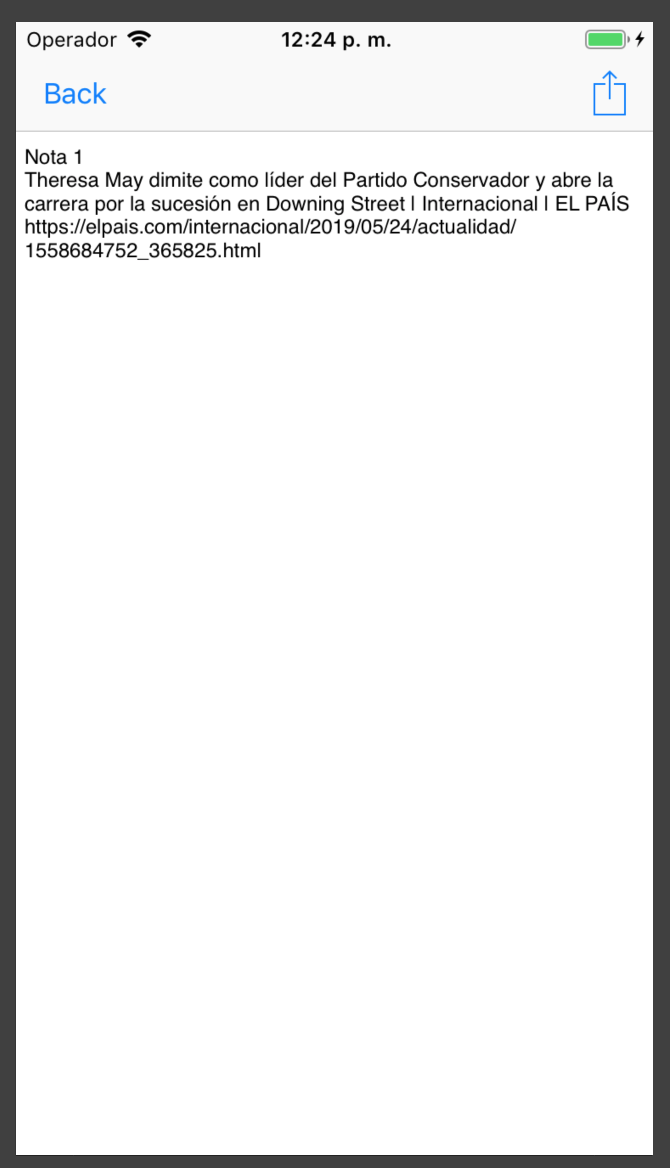 Operador
12:24 p. m.
Back
Nota 1
Theresa May dimite como líder del Partido Conservador y abre la
carrera por la sucesión en Downing Street | Internacional | EL PAÍS
https://elpais.com/internacional/2019/05/24/actualidad/
1558684752_365825.html